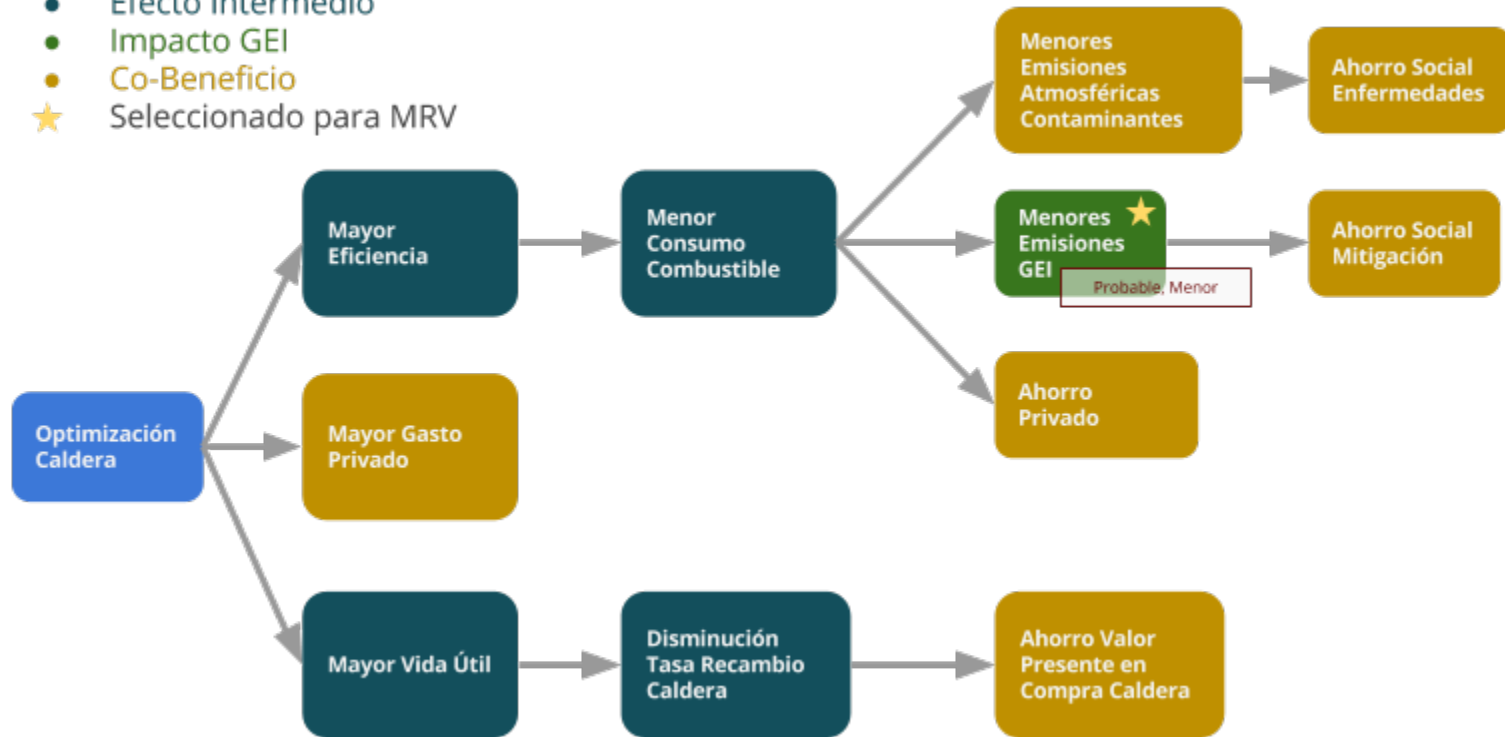 Efecto Intermedio
Impacto GEI
Co-Beneficio
Seleccionado para MRV
Optimización
Caldera
Mayor
Eficiencia
Menor
Consumo
Combustible
Menores
Emisiones
Atmosféricas
Contaminantes
Ahorro Social
Enfermedades
Menores
Emisiones
GEI
Probable, Menor
Ahorro Social
Mitigación
Ahorro
Privado
Mayor Gasto
Privado
Mayor Vida Útil
Disminución
Tasa Recambio
Caldera
Ahorro Valor
Presente en
Compra Caldera